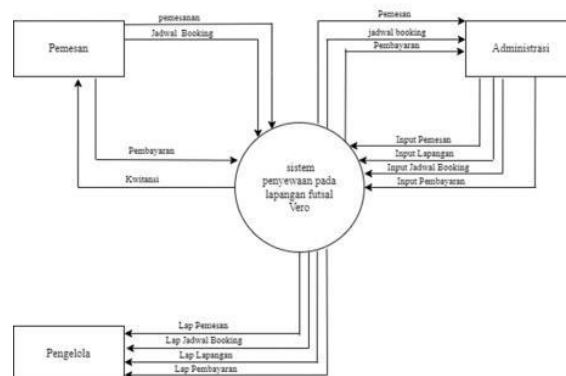 pemesanan
Jadwal Booking
Pemesan
Pembayaran
Kwitansi
Pemesan
jadwal booking
Pembayaran
Administrasi
Input Pemesan
Input Lapangan
Input Jadwal Booking
Input Pembayaran
sistem
penyewaan pada
lapangan futsal
Vero
Lap Pemesan
Lap Jadwal Booking
Lap Lapangan
Lap Pembayaran
Pengelola